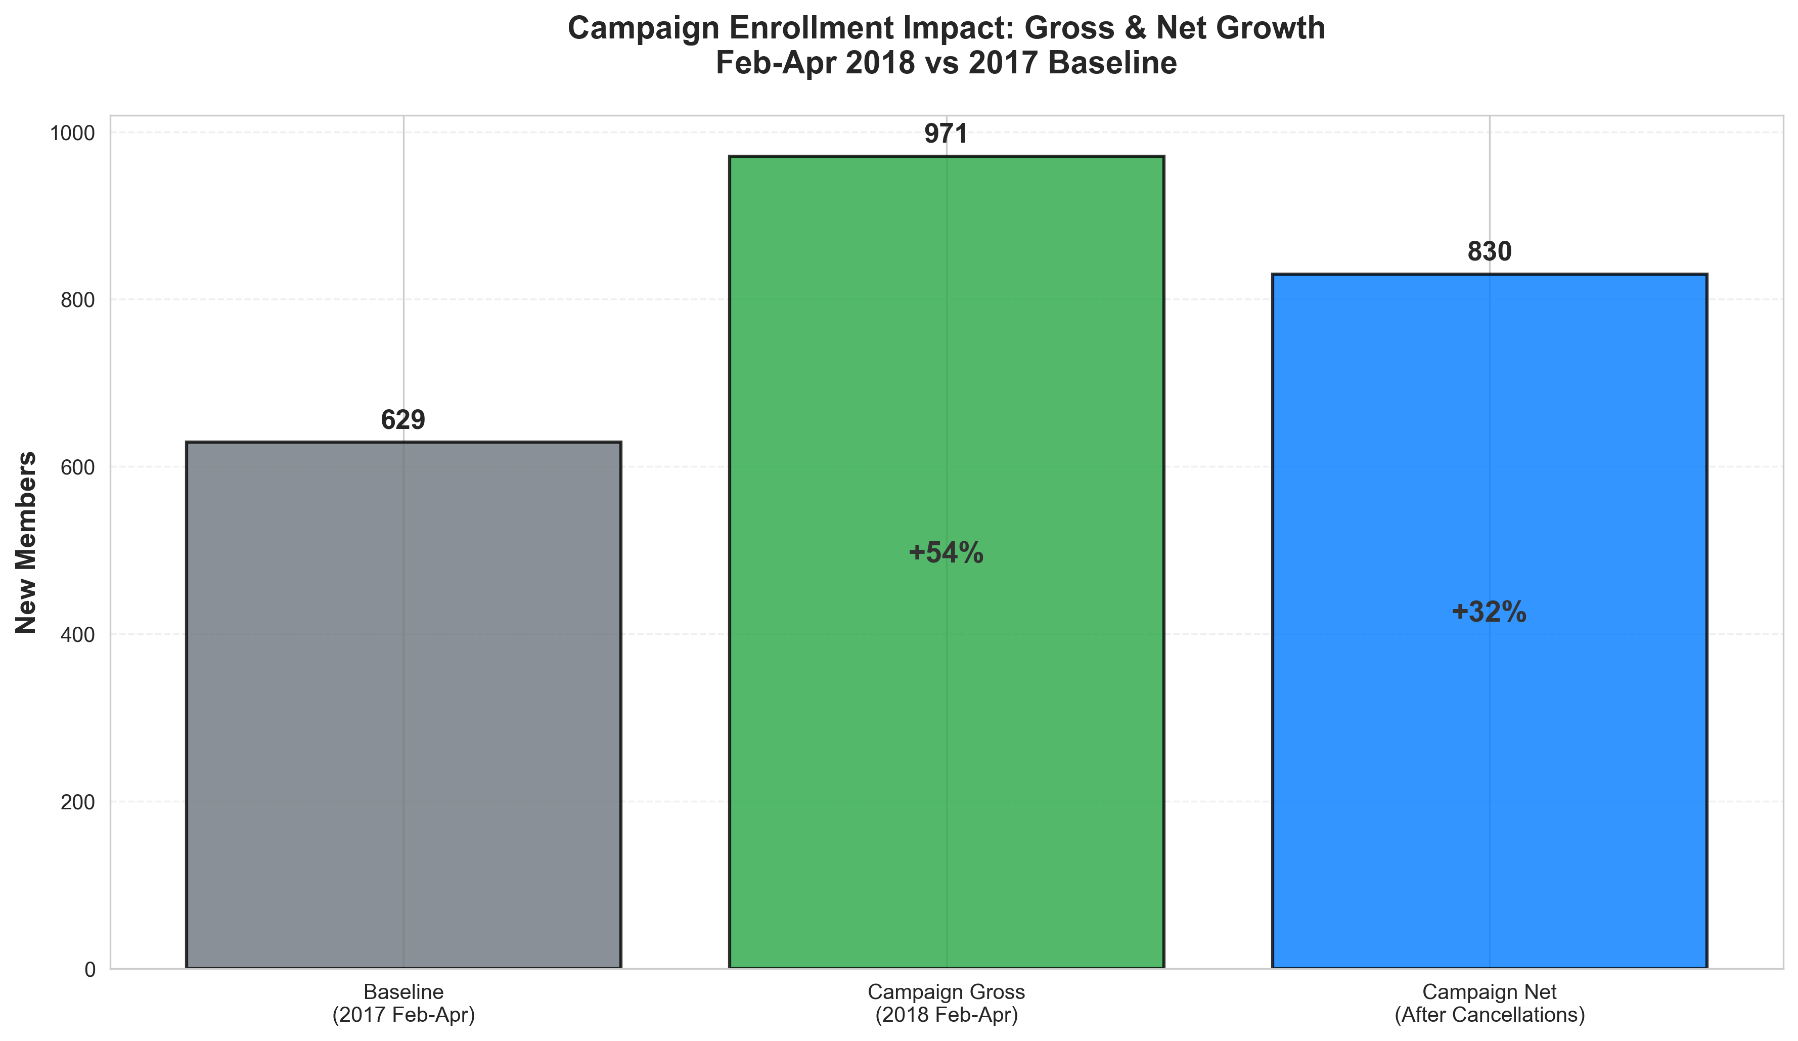 Campaign Enrollment Impact: Gross & Net Growth
Feb-Apr 2018 vs 2017 Baseline
New Members
1000
800
600
400
200
0
629
971
830
+54%
+32%
Baseline
(2017 Feb-Apr)
Campaign Gross
(2018 Feb-Apr)
Campaign Net
(After Cancellations)